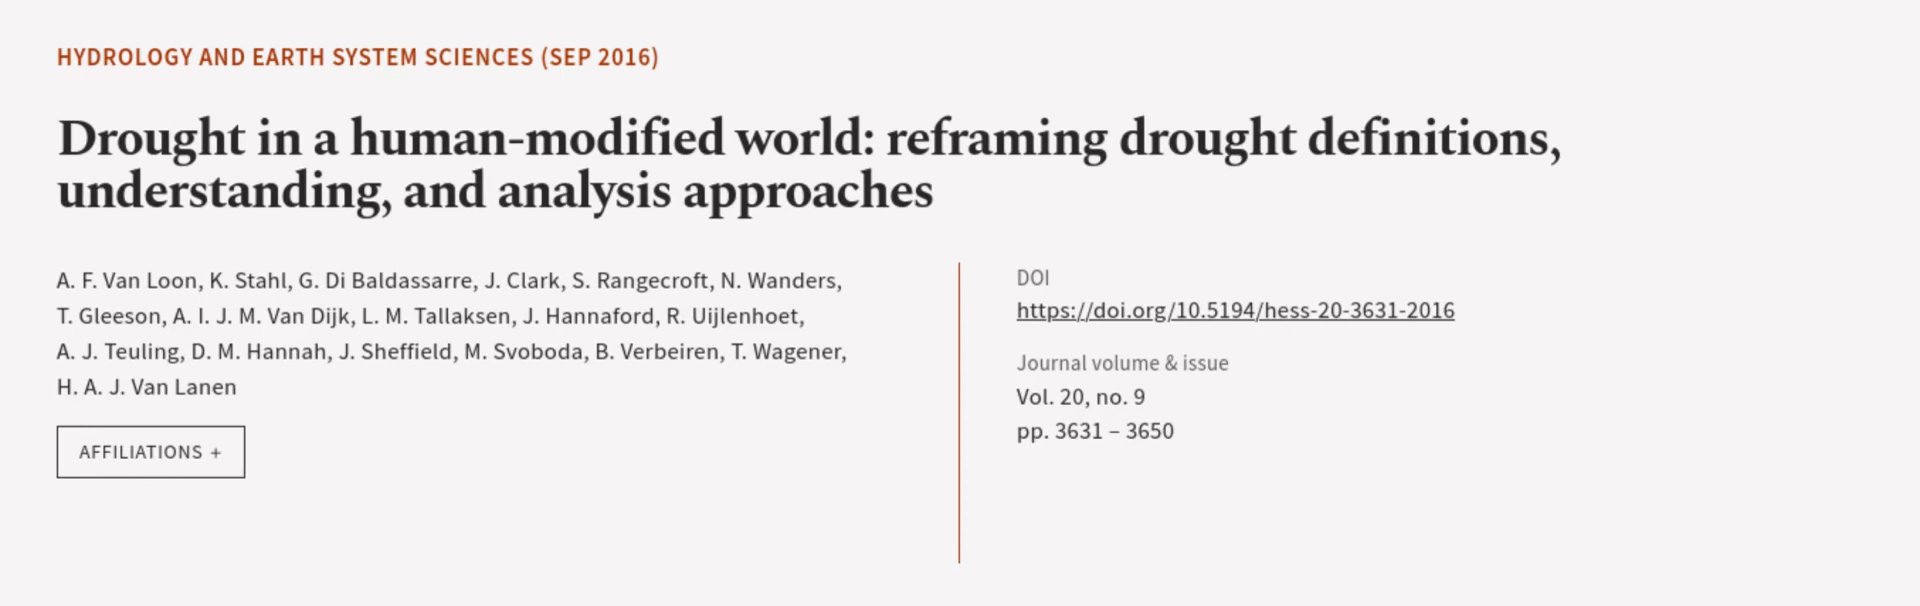 HYDROLOGY AND EARTH SYSTEM SCIENCES (SEP 2016)
Drought in a human-modified world: reframing drought definitions,
understanding, and analysis approaches
A. F. Van Loon, K. Stahl, G. Di Baldassarre, J. Clark, S. Rangecroft, N. Wanders,
T. Gleeson, A. I. J. M. Van Dijk, L. M. Tallaksen, J. Hannaford, R. Uijlenhoet,
A. J. Teuling, D. M. Hannah, J. Sheffield, M. Svoboda, B. Verbeiren, T. Wagener,
H. A. J. Van Lanen
AFFILIATIONS +
DOI
https://doi.org/10.5194/hess-20-3631-2016
Journal volume & issue
Vol. 20, no. 9
pp. 3631 – 3650